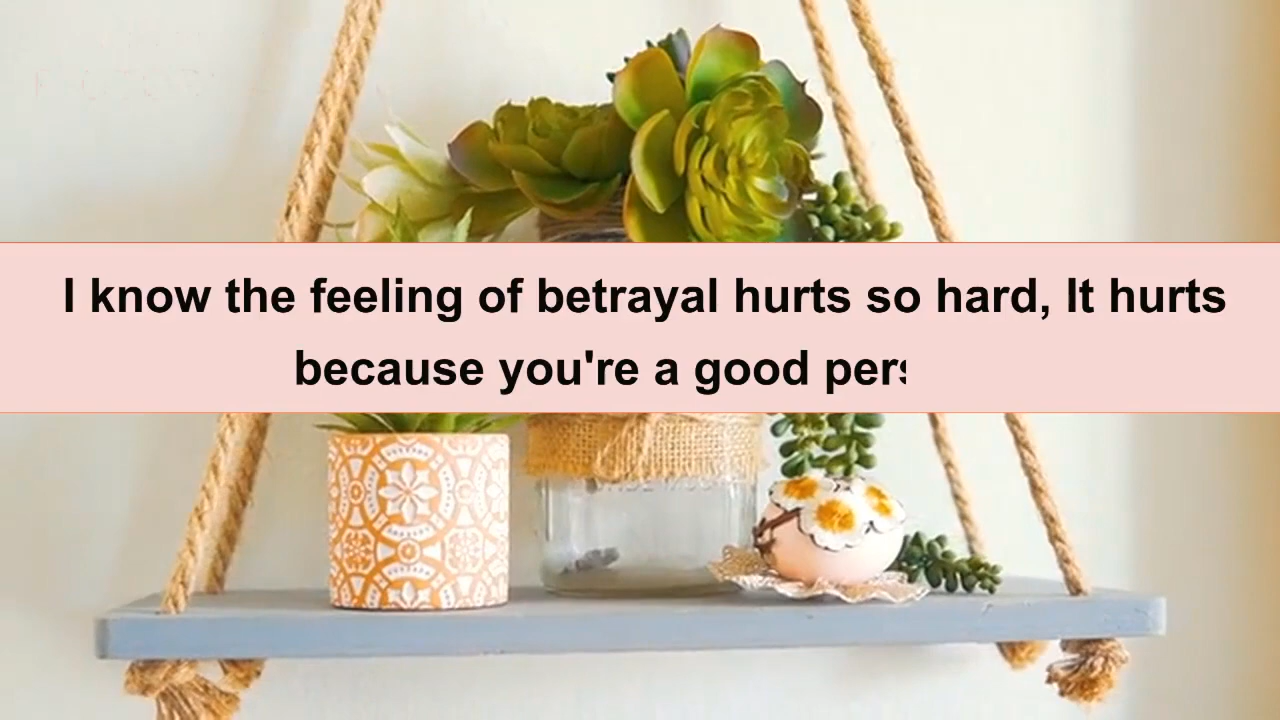 I know the feeling of betrayal hurts so hard, It hurts
because you're a good pers